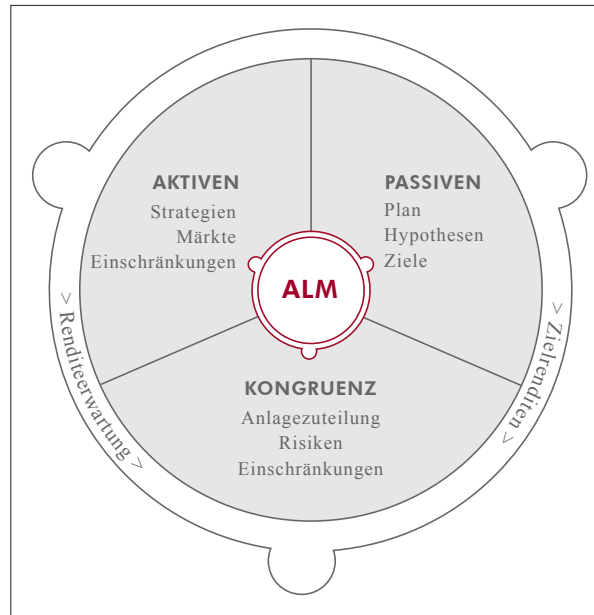 AKTIVEN
Strategien
Märkte
Einschränkungen
PASSIVEN
Plan
Hypothesen
Ziele
ALM
KONGRUENZ
Anlagezuteilung
Risiken
Einschränkungen
> Renditeerwartung >
> Zielrenditen >